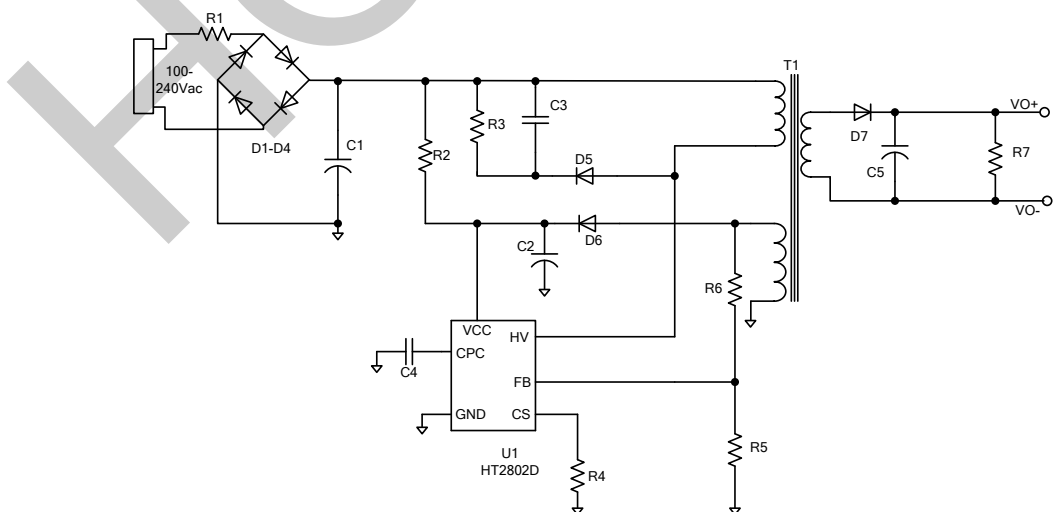 R1
T1
100-
240Vac
C3
VO+
R3
D7
R7
D1-D4
C1
R2
D5
C5
VO-
C2
D6
R6
VCC
HV
CPC
C4
FB
GND
CS
R5
U1
HT2802D
R4